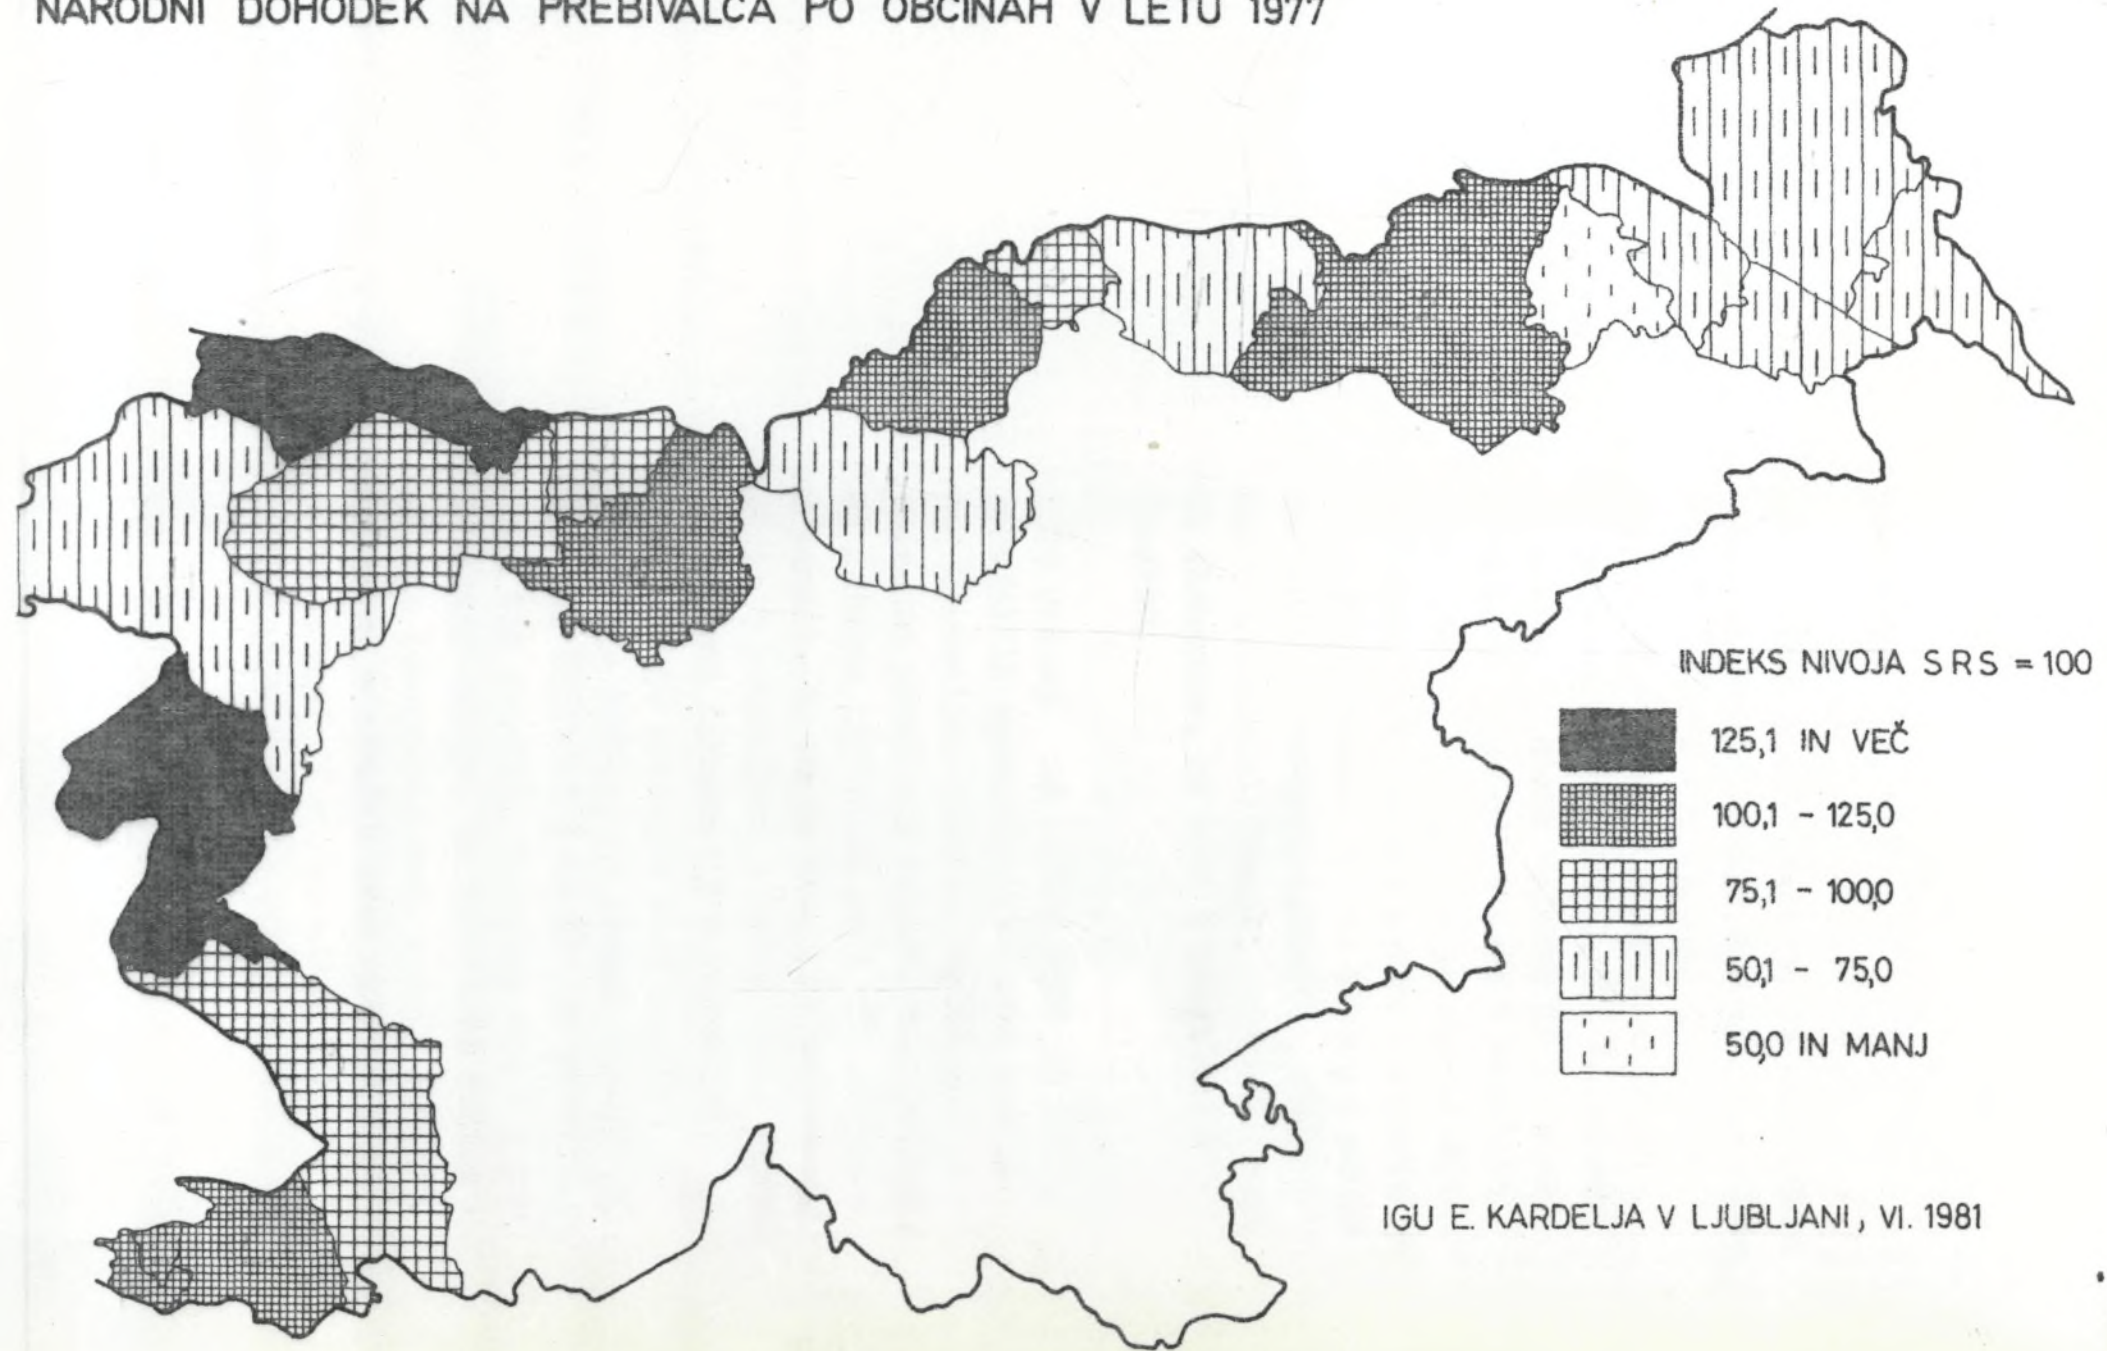 NARODNI DOHODEK NA PREBIVALCA PO OBČINAH V LETU 1977
INDEKS NIVOJA SRS = 100
125,1 IN VEČ
100,1 - 125,0
75,1 - 100,0
50,1 - 75,0
50,0 IN MANJ
IGU E. KARDELJA V LJUBLJANI, VI. 1981